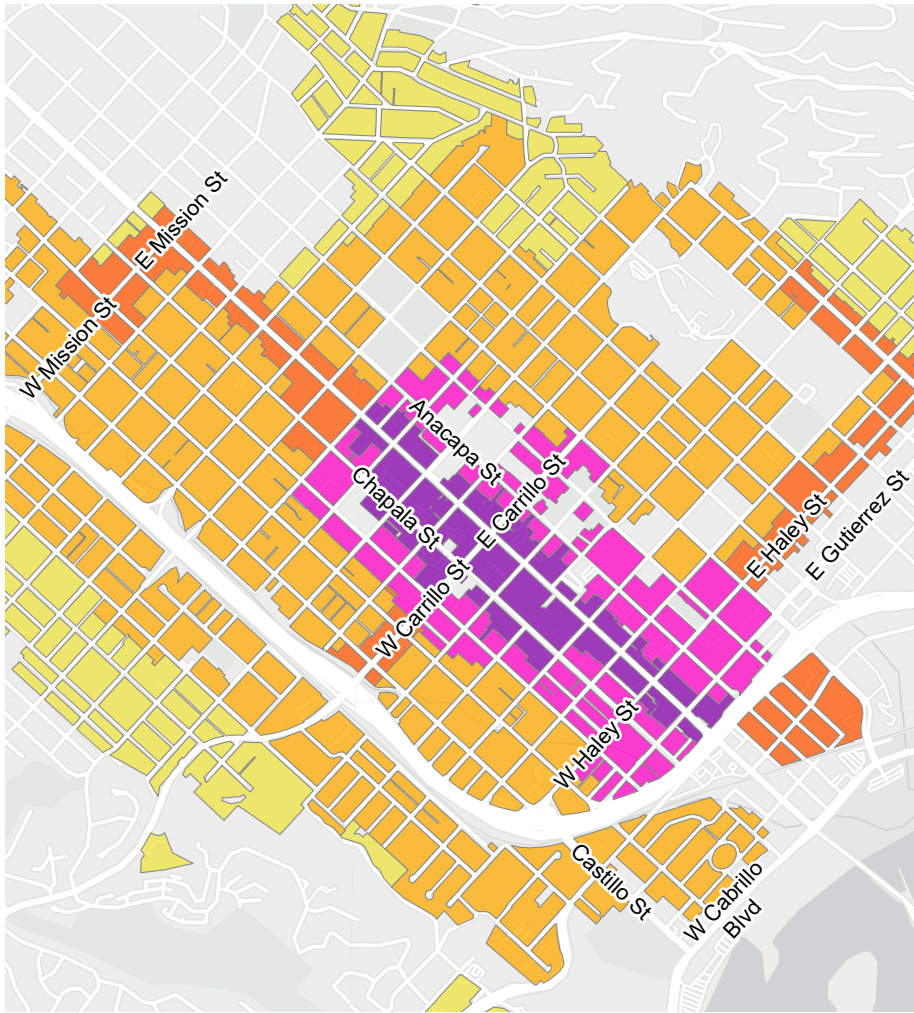 E Mission St
W Mission St
Anacapa St
Chapala St
E Carrillo St
W Carrillo St
E Haley St
E Gutierrez St
W Haley St
Castillo St
W Cabrillo
Blvd